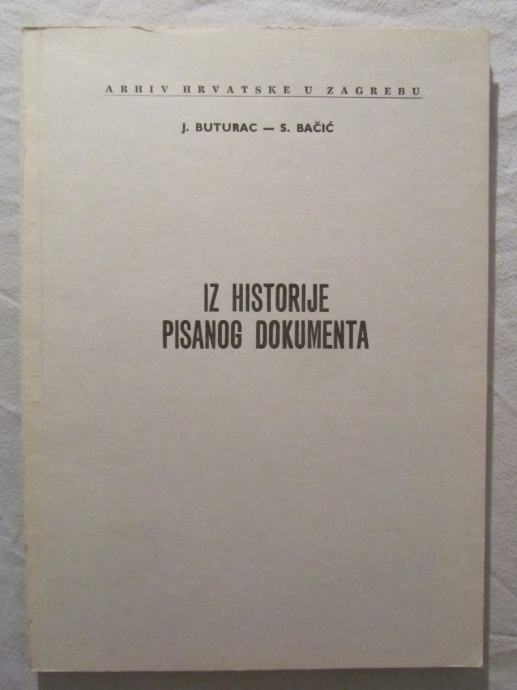 ARHIV HRVATSKE U ZAGREBU
J. BUTURAC — S. BAČIĆ
IZ HISTORIJE
PISANOG DOKUMENTA